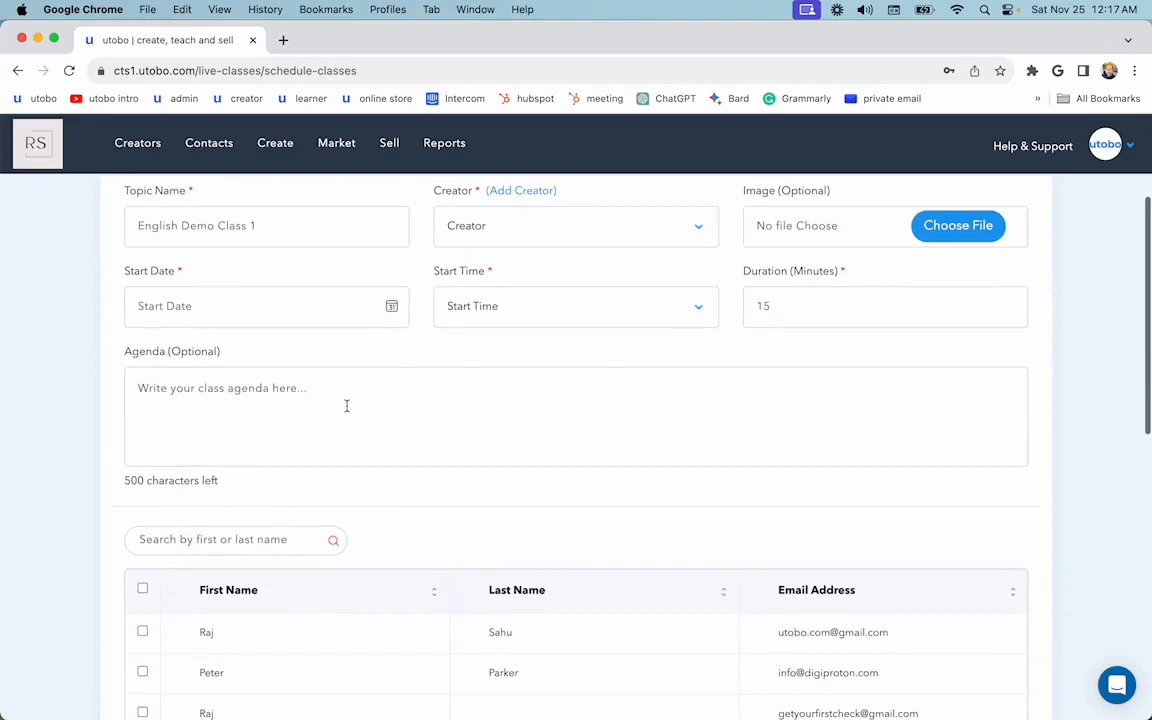 Google Chrome File Edit View History Bookmarks Profiles Tab Window Help Sat Nov 25 12:17 AM
u utobo | create, teach and sell
cts1.utobo.com/live-classes/schedule-classes
u utobo utobo intro u admin u creator u learner u online store Intercom hubspot meeting ChatGPT Bard Grammarly private email » All Bookmarks
RS Creators Contacts Create Market Sell Reports Help & Support utobo
Topic Name * Creator * (Add Creator) Image (Optional)
English Demo Class 1 Creator No file Choose Choose File
Start Date * Start Time * Duration (Minutes) *
Start Date Start Time 15
Agenda (Optional)
Write your class agenda here...
500 characters left
Search by first or last name
First Name Last Name Email Address
Raj Sahu utobo.com@gmail.com
Peter Parker info@digiproton.com
Raj getyourfirstcheck@gmail.com